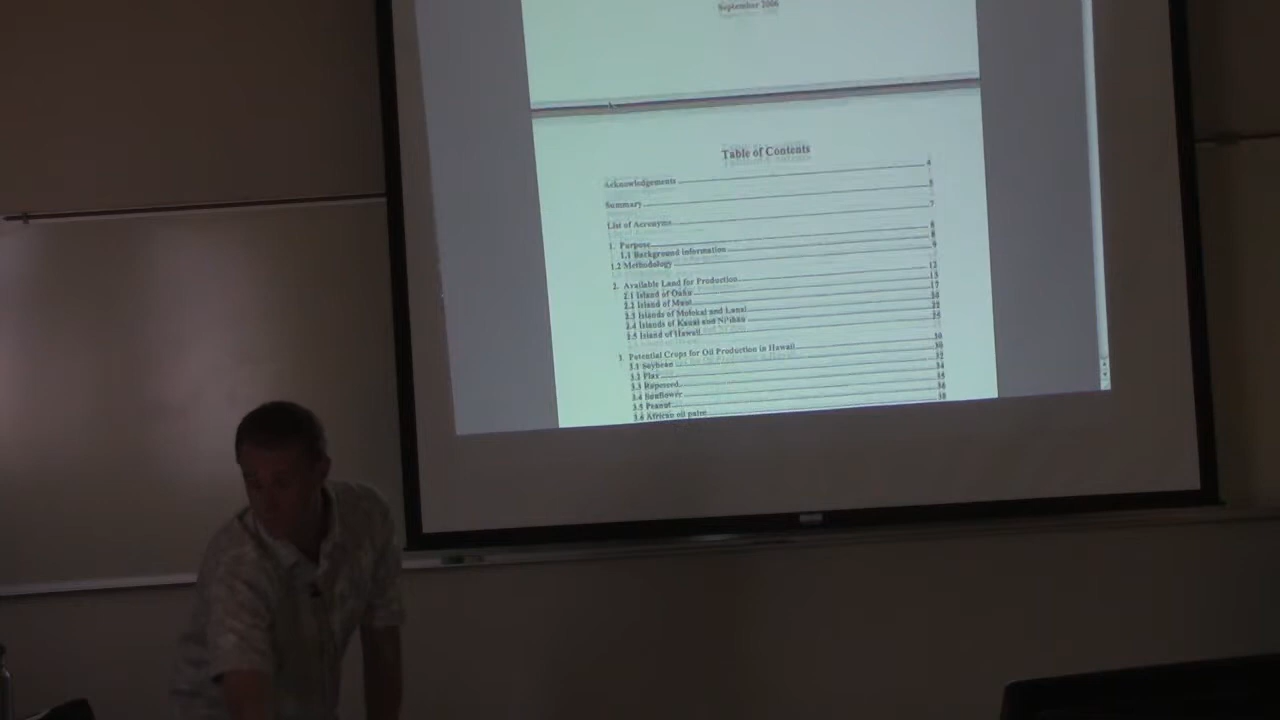 September 2006
Table of Contents
Acknowledgements 4
Summary
List of Acronyms 7
1. Purpose
1.1 Background information
1.2 Methodology
2. Available Land for Production
2.1 Island of Oahu
2.2 Island of Maui
2.3 Islands of Molokai and Lanai
2.4 Islands of Kauai and Ni'ihau
2.5 Island of Hawaii
3. Potential Crops for Oil Production in Hawaii
3.1 Soybean
3.2 Flax
3.3 Rapeseed
3.4 Sunflower
3.5 Peanut
3.6 African oil palm